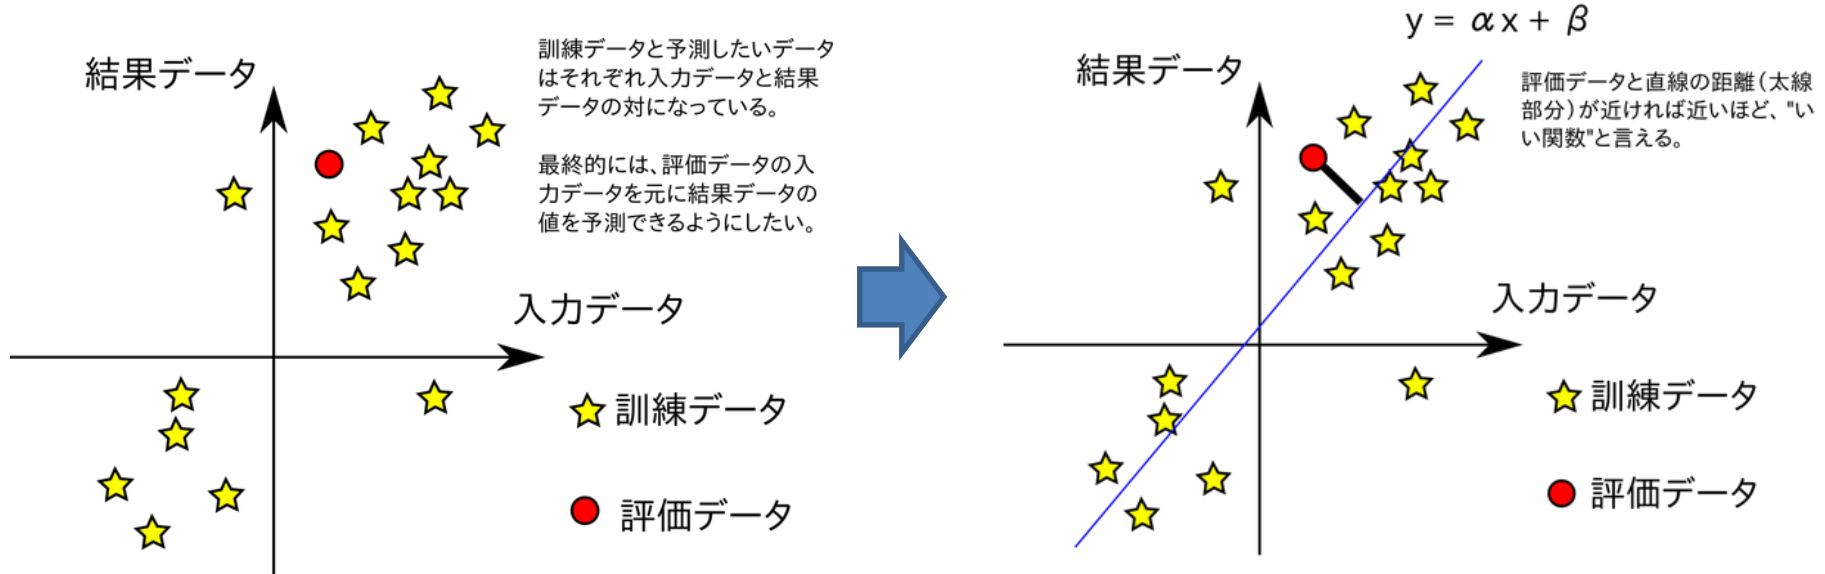 結果データ
訓練データと予測したいデータ
はそれぞれ入力データと結果
データの対になっている。
最終的には、評価データの入
力データを元に結果データの
値を予測できるようにしたい。
入力データ
訓練データ
評価データ
y = αx + β
結果データ
評価データと直線の距離(太線
部分)が近ければ近いほど、"い
い関数"と言える。
入力データ
訓練データ
評価データ